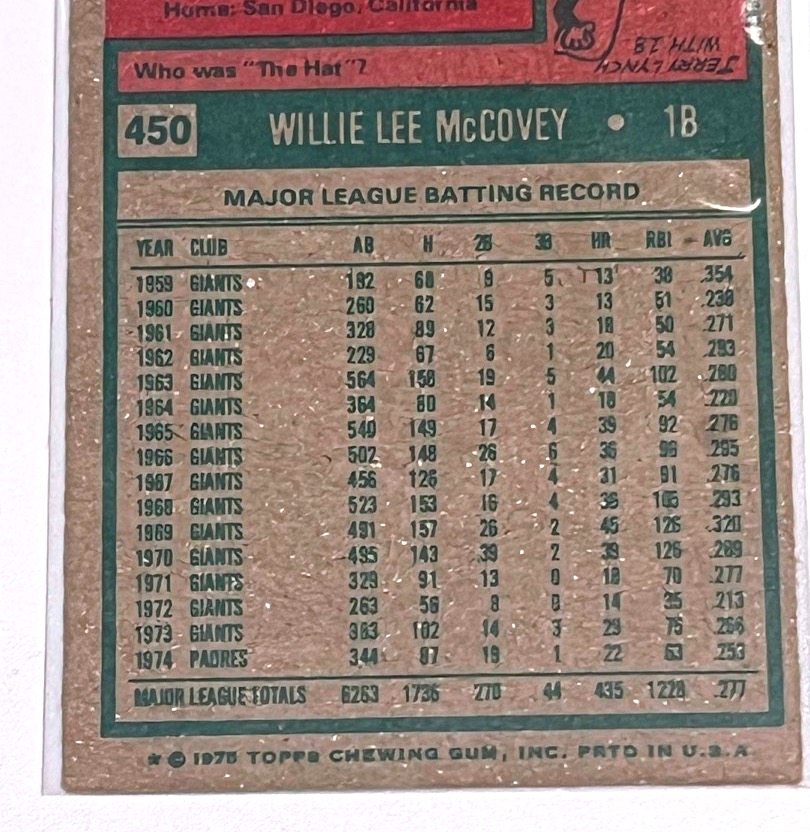 Home: San Diego, California
JERRY LYNCH
WITH 18
Who was "The Hat"?
450 WILLIE LEE McCOVEY • 1B
MAJOR LEAGUE BATTING RECORD
YEAR CLUB AB H 2B 3B HR RBI AVG
1959 GIANTS 192 68 9 5 13 38 .354
1960 GIANTS 260 62 15 3 13 51 .238
1961 GIANTS 328 89 12 3 18 50 .271
1962 GIANTS 229 67 6 1 20 54 .293
1963 GIANTS 564 158 19 5 44 102 .280
1964 GIANTS 364 80 14 1 18 54 .220
1965 GIANTS 540 149 17 4 39 92 .276
1966 GIANTS 502 148 26 6 36 96 .295
1967 GIANTS 456 126 17 4 31 91 .276
1968 GIANTS 523 153 16 4 36 105 .293
1969 GIANTS 491 157 26 2 45 126 .320
1970 GIANTS 495 143 39 2 39 126 .289
1971 GIANTS 329 91 13 0 18 70 .277
1972 GIANTS 263 56 8 0 14 35 .213
1973 GIANTS 383 102 14 3 29 75 .266
1974 PADRES 344 87 19 1 22 63 .253
MAJOR LEAGUE TOTALS 6263 1736 270 44 435 1228 .277
* © 1975 TOPPS CHEWING GUM, INC. PRTD IN U.S.A.